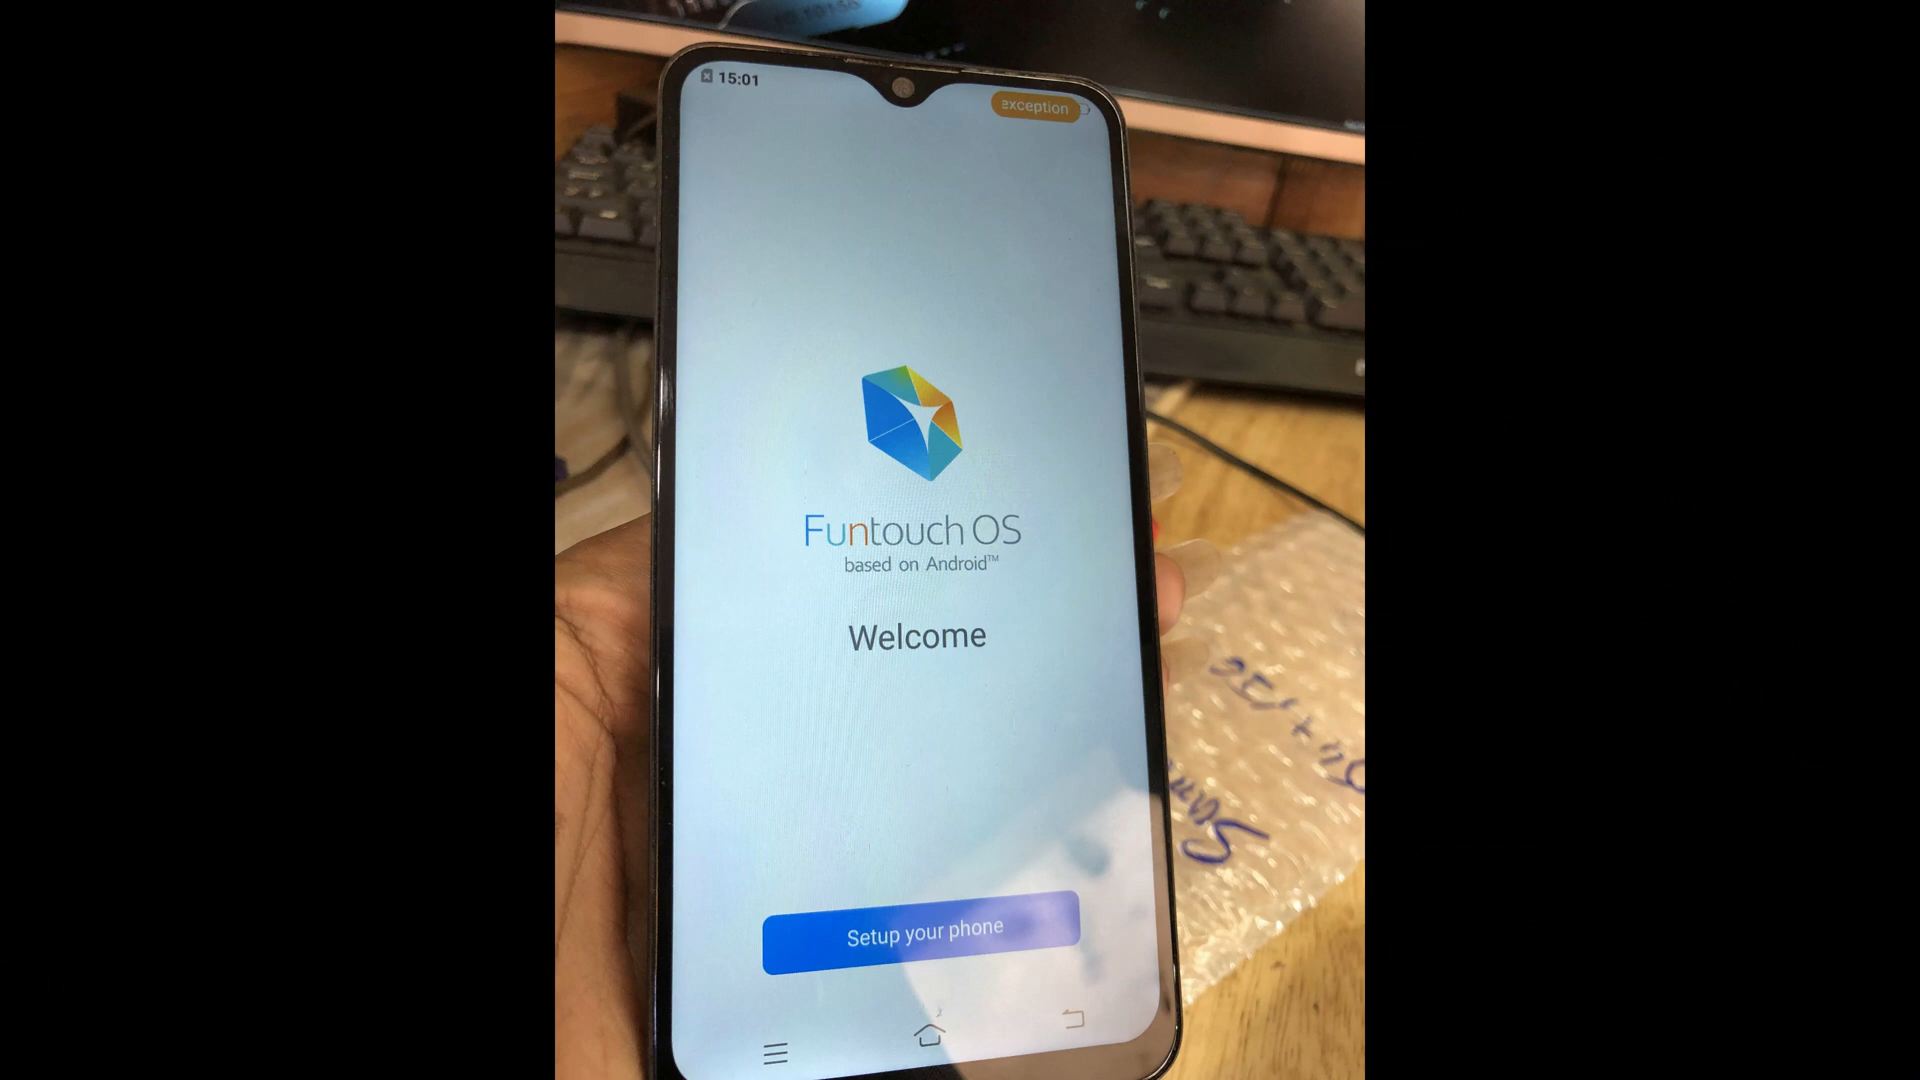 15:01
exception
Funtouch OS
based on Android™
Welcome
Setup your phone